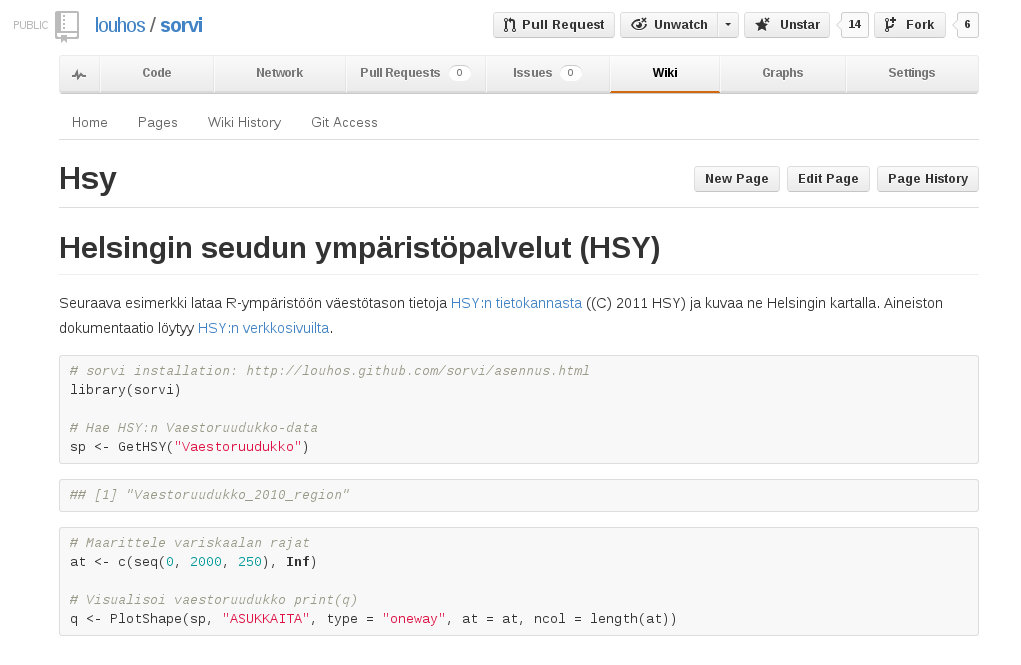 PUBLIC louhos / sorvi Pull Request Unwatch Unstar 14 Fork 6
Code Network Pull Requests 0 Issues 0 Wiki Graphs Settings
Home Pages Wiki History Git Access
Hsy New Page Edit Page Page History
Helsingin seudun ympäristöpalvelut (HSY)
Seuraava esimerkki lataa R-ympäristöön väestötason tietoja HSY:n tietokannasta ((C) 2011 HSY) ja kuvaa ne Helsingin kartalla. Aineiston
dokumentaatio löytyy HSY:n verkkosivuilta.
# sorvi installation: http://louhos.github.com/sorvi/asennus.html
library(sorvi)
# Hae HSY:n Vaestoruudukko-data
sp <- GetHSY("Vaestoruudukko")
## [1] "Vaestoruudukko_2010_region"
# Maarittele variskaalan rajat
at <- c(seq(0, 2000, 250), Inf)
# Visualisoi vaestoruudukko print(q)
q <- PlotShape(sp, "ASUKKAITA", type = "oneway", at = at, ncol = length(at))